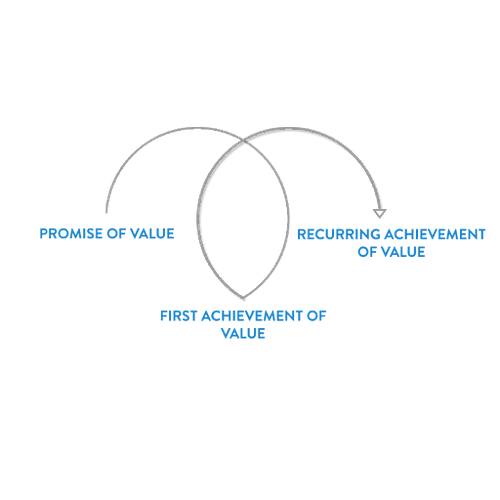 PROMISE OF VALUE
RECURRING ACHIEVEMENT
OF VALUE
FIRST ACHIEVEMENT OF
VALUE